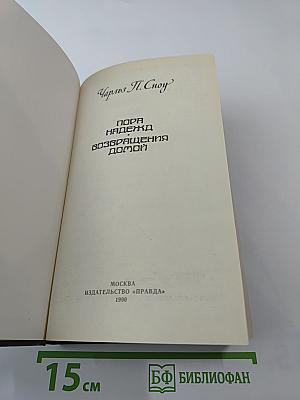 Чарльз П. Сноу
ПОРА
НАДЕЖД
•
ВОЗВРАЩЕНИЯ
ДОМОЙ
МОСКВА
ИЗДАТЕЛЬСТВО «ПРАВДА»
1990
15 см
БФ БИБЛИОФАН